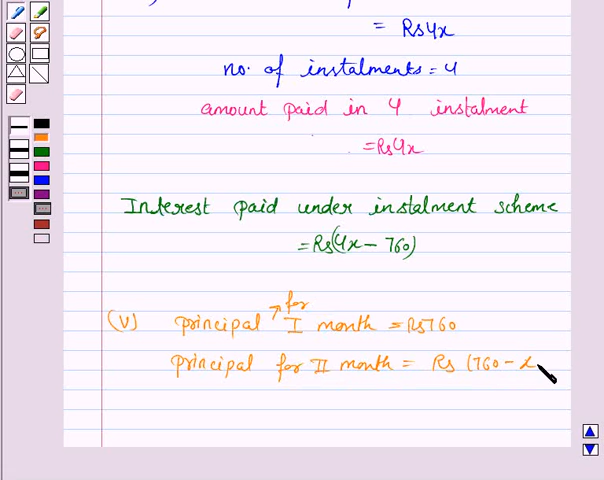 = Rs4x
no. of instalments = 4
amount paid in 4 instalment
= Rs4x
Interest paid under instalment scheme
= Rs(4x - 760)
for
(V) principal I month = Rs760
principal for II month = Rs (760 - x